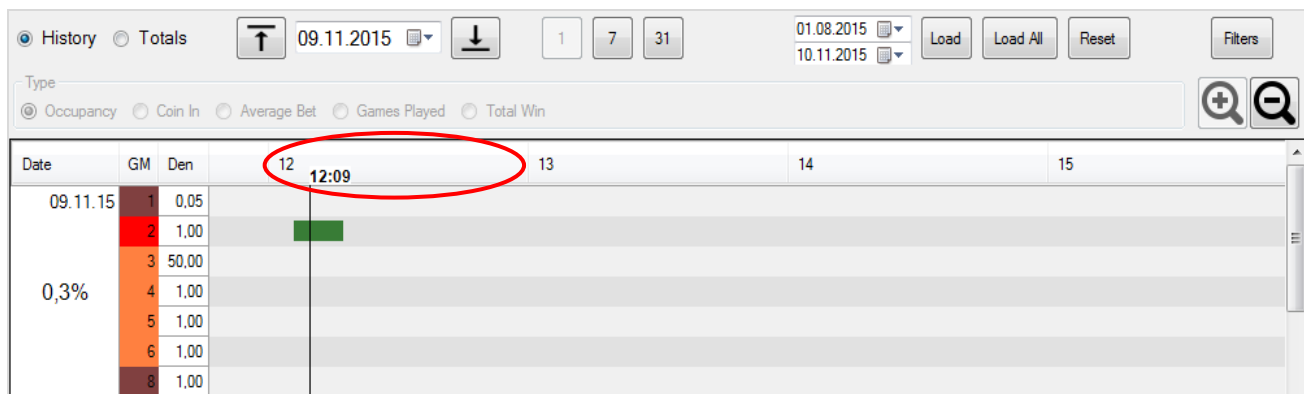 History Totals 09.11.2015 1 7 31 01.08.2015 Load Load All Reset Filters
10.11.2015
Type
Occupancy Coin In Average Bet Games Played Total Win
Date GM Den 12 13 14 15
12:09
09.11.15 1 0,05
2 1,00
3 50,00
0,3% 4 1,00
5 1,00
6 1,00
8 1,00